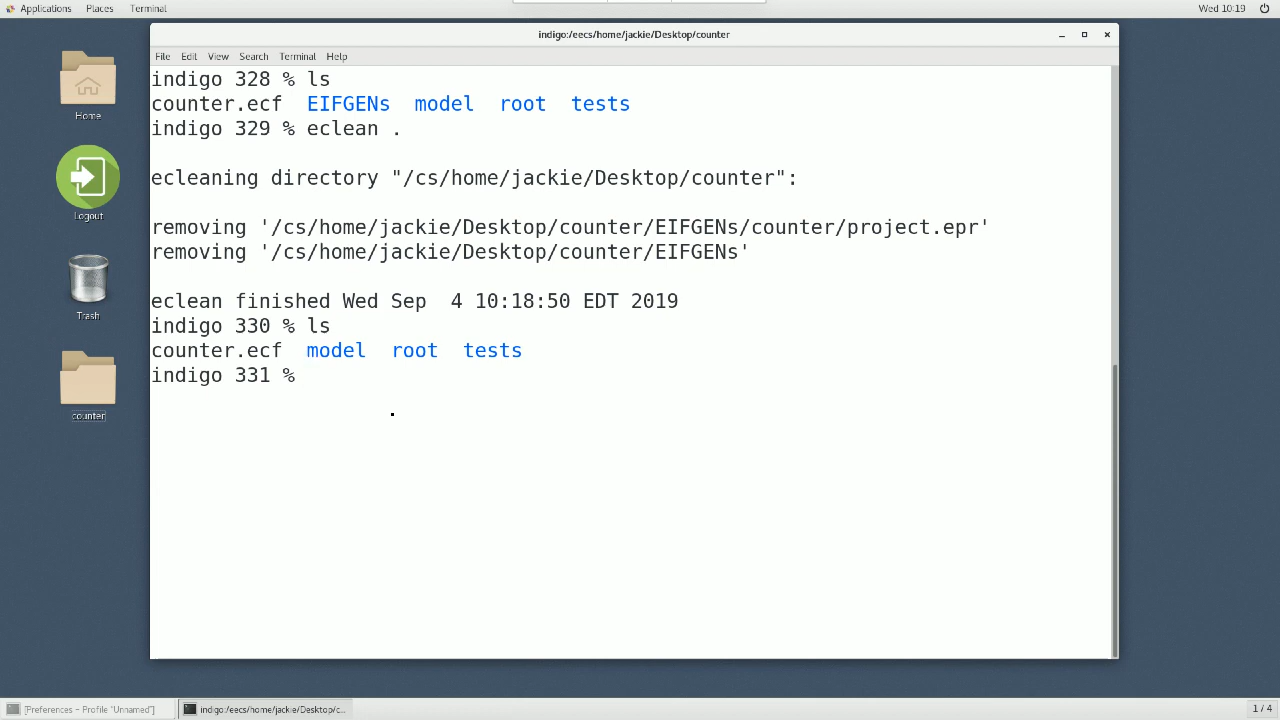 Applications Places Terminal Wed 10:19
indigo:/eecs/home/jackie/Desktop/counter
File Edit View Search Terminal Help
indigo 328 % ls
counter.ecf EIFGENs model root tests
indigo 329 % eclean .
ecleaning directory "/cs/home/jackie/Desktop/counter":
removing '/cs/home/jackie/Desktop/counter/EIFGENs/counter/project.epr'
removing '/cs/home/jackie/Desktop/counter/EIFGENs'
eclean finished Wed Sep  4 10:18:50 EDT 2019
indigo 330 % ls
counter.ecf model root tests
indigo 331 %
Home
Logout
Trash
counter
[Preferences – Profile "Unnamed"] indigo:/eecs/home/jackie/Desktop/c... 1 / 4